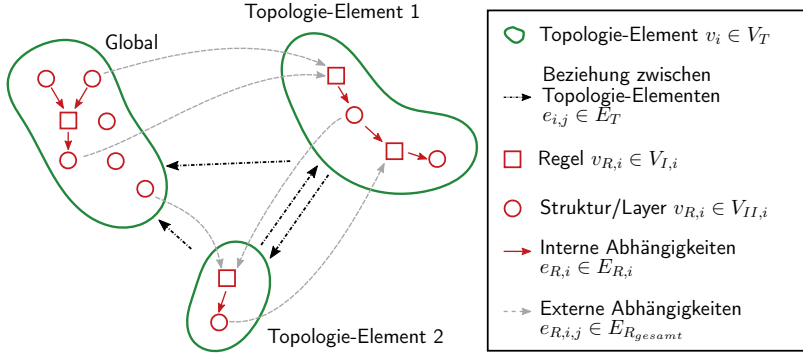 Topologie-Element 1
Global
Topologie-Element 2
Topologie-Element $v_i \in V_T$
Beziehung zwischen
Topologie-Elementen
$e_{i,j} \in E_T$
Regel $v_{R,i} \in V_{I,i}$
Struktur/Layer $v_{R,i} \in V_{II,i}$
Interne Abhängigkeiten
$e_{R,i} \in E_{R,i}$
Externe Abhängigkeiten
$e_{R,i,j} \in E_{R_{gesamt}}$